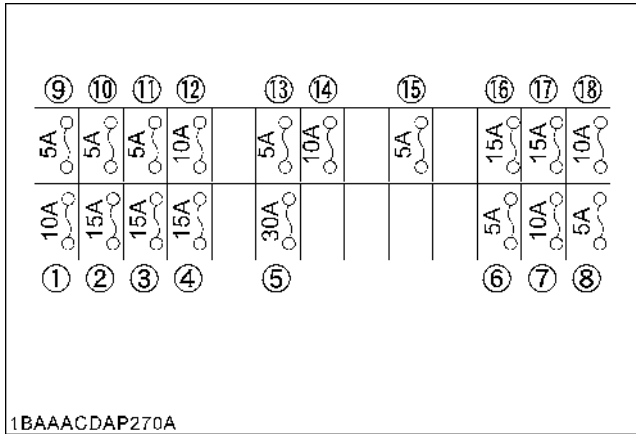 ⑨ ⑩ ⑪ ⑫ ⑬ ⑭ ⑮ ⑯ ⑰ ⑱
5A 5A 5A 10A 5A 10A 5A 15A 15A 10A
10A 15A 15A 15A 30A 5A 10A 5A
① ② ③ ④ ⑤ ⑥ ⑦ ⑧
1BAAACDAP270A